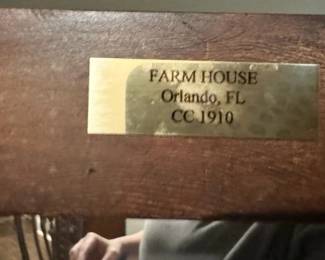 FARM HOUSE
Orlando, FL
CC 1910